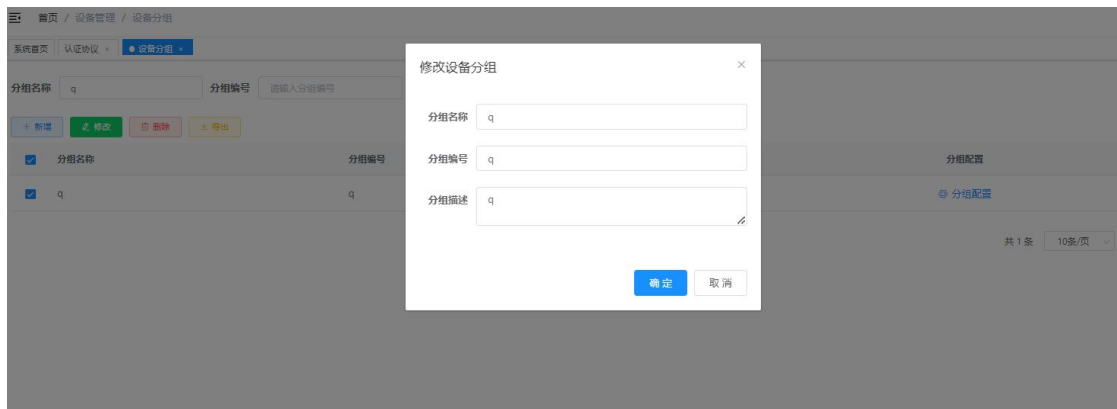 首页 / 设备管理 / 设备分组
系统首页 认证协议 × 设备分组 ×
分组名称 q 分组编号 请输入分组编号
+ 新增 修改 删除 导出
分组名称 分组编号 分组配置
q q 分组配置
共 1 条 10条/页
修改设备分组 ×
分组名称 q
分组编号 q
分组描述 q
确 定 取 消